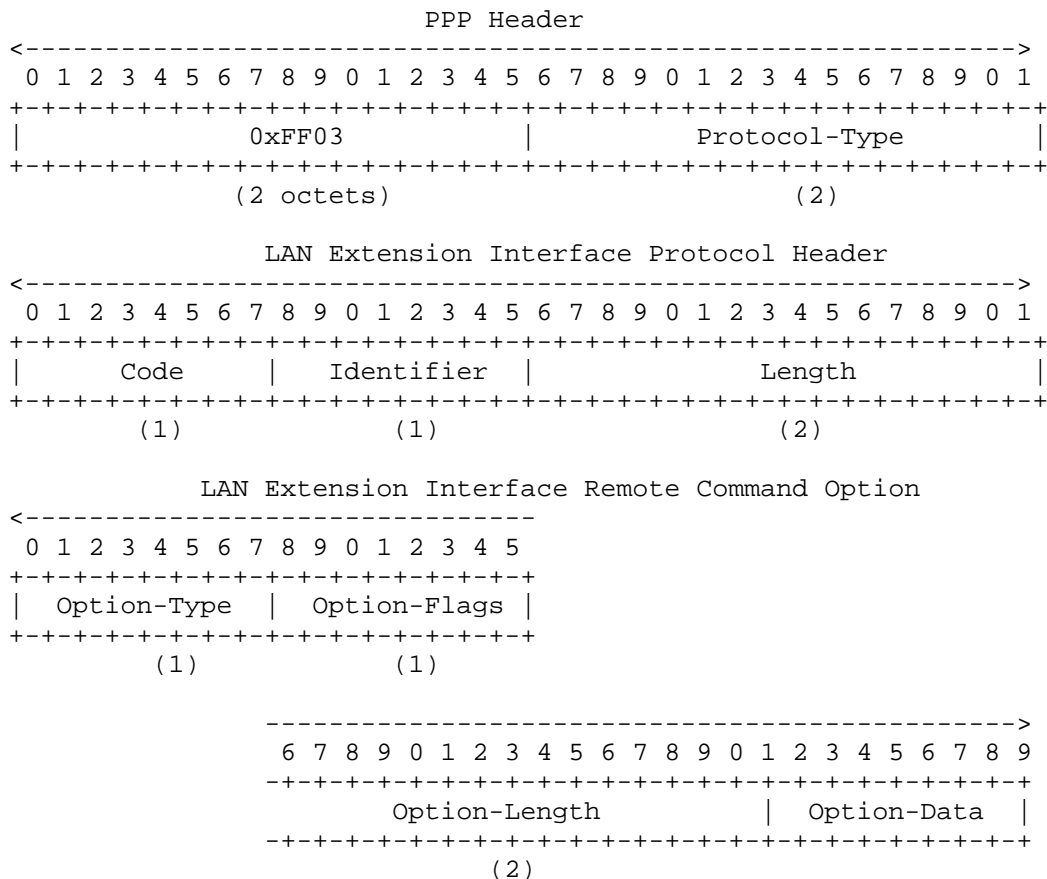 PPP Header
<-------------------------------------------------------------->
0 1 2 3 4 5 6 7 8 9 0 1 2 3 4 5 6 7 8 9 0 1 2 3 4 5 6 7 8 9 0 1
+-+-+-+-+-+-+-+-+-+-+-+-+-+-+-+-+-+-+-+-+-+-+-+-+-+-+-+-+-+-+-+-+
| 0xFF03 | Protocol-Type |
+-+-+-+-+-+-+-+-+-+-+-+-+-+-+-+-+-+-+-+-+-+-+-+-+-+-+-+-+-+-+-+-+
(2 octets) (2)
LAN Extension Interface Protocol Header
<-------------------------------------------------------------->
0 1 2 3 4 5 6 7 8 9 0 1 2 3 4 5 6 7 8 9 0 1 2 3 4 5 6 7 8 9 0 1
+-+-+-+-+-+-+-+-+-+-+-+-+-+-+-+-+-+-+-+-+-+-+-+-+-+-+-+-+-+-+-+-+
| Code | Identifier | Length |
+-+-+-+-+-+-+-+-+-+-+-+-+-+-+-+-+-+-+-+-+-+-+-+-+-+-+-+-+-+-+-+-+
(1) (1) (2)
LAN Extension Interface Remote Command Option
<--------------------------------
0 1 2 3 4 5 6 7 8 9 0 1 2 3 4 5
+-+-+-+-+-+-+-+-+-+-+-+-+-+-+-+-+
| Option-Type | Option-Flags |
+-+-+-+-+-+-+-+-+-+-+-+-+-+-+-+-+
(1) (1)
----------------------------------------------->
6 7 8 9 0 1 2 3 4 5 6 7 8 9 0 1 2 3 4 5 6 7 8 9
-+-+-+-+-+-+-+-+-+-+-+-+-+-+-+-+-+-+-+-+-+-+-+-+
Option-Length | Option-Data |
-+-+-+-+-+-+-+-+-+-+-+-+-+-+-+-+-+-+-+-+-+-+-+-+
(2)